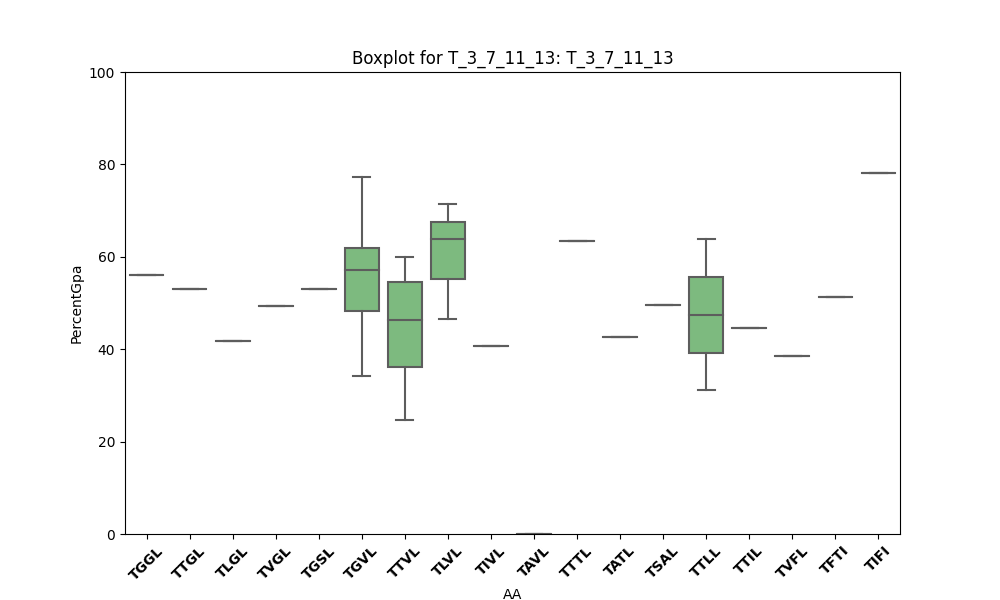 Boxplot for T_3_7_11_13: T_3_7_11_13
100
80
60
40
20
0
PercentGpa
TGGL
TTGL
TLGL
TVGL
TGSL
TGVL
TTVL
TLVL
TIVL
TAVL
TTTL
TATL
TSAL
TTLL
TTIL
TVFL
TFTI
TIFI
AA